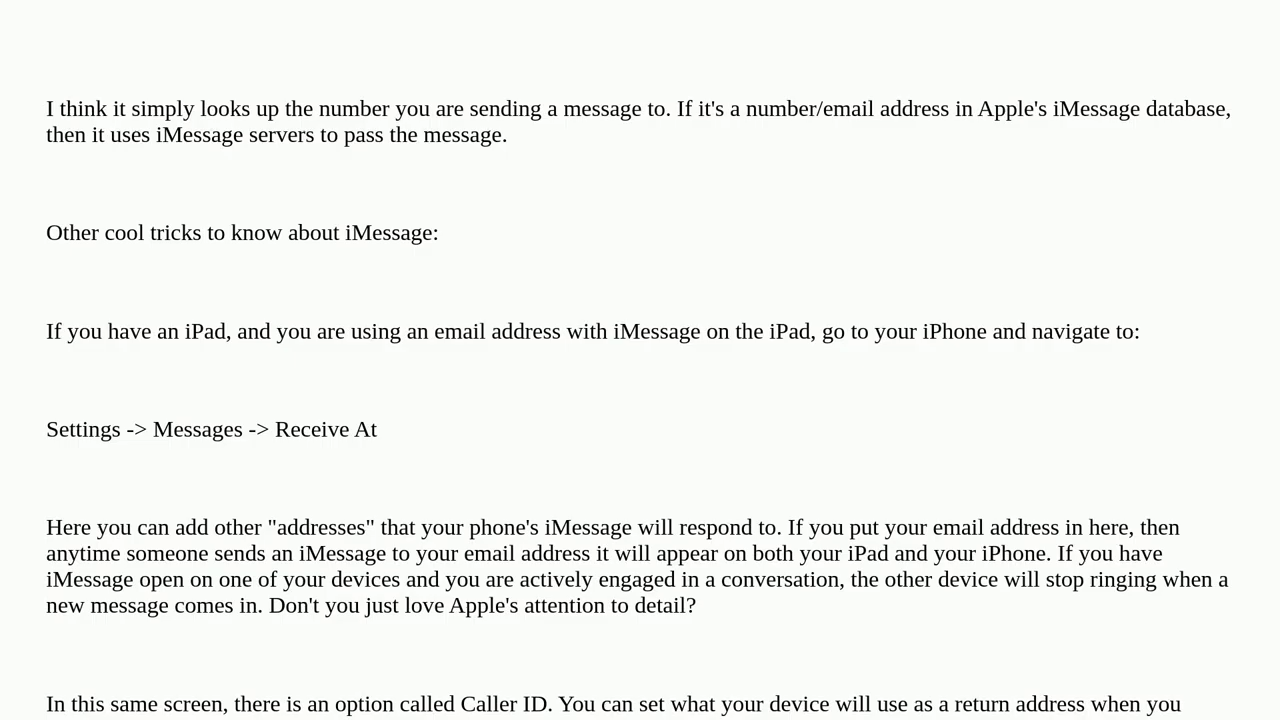 I think it simply looks up the number you are sending a message to. If it's a number/email address in Apple's iMessage database,
then it uses iMessage servers to pass the message.
Other cool tricks to know about iMessage:
If you have an iPad, and you are using an email address with iMessage on the iPad, go to your iPhone and navigate to:
Settings -> Messages -> Receive At
Here you can add other "addresses" that your phone's iMessage will respond to. If you put your email address in here, then
anytime someone sends an iMessage to your email address it will appear on both your iPad and your iPhone. If you have
iMessage open on one of your devices and you are actively engaged in a conversation, the other device will stop ringing when a
new message comes in. Don't you just love Apple's attention to detail?
In this same screen, there is an option called Caller ID. You can set what your device will use as a return address when you